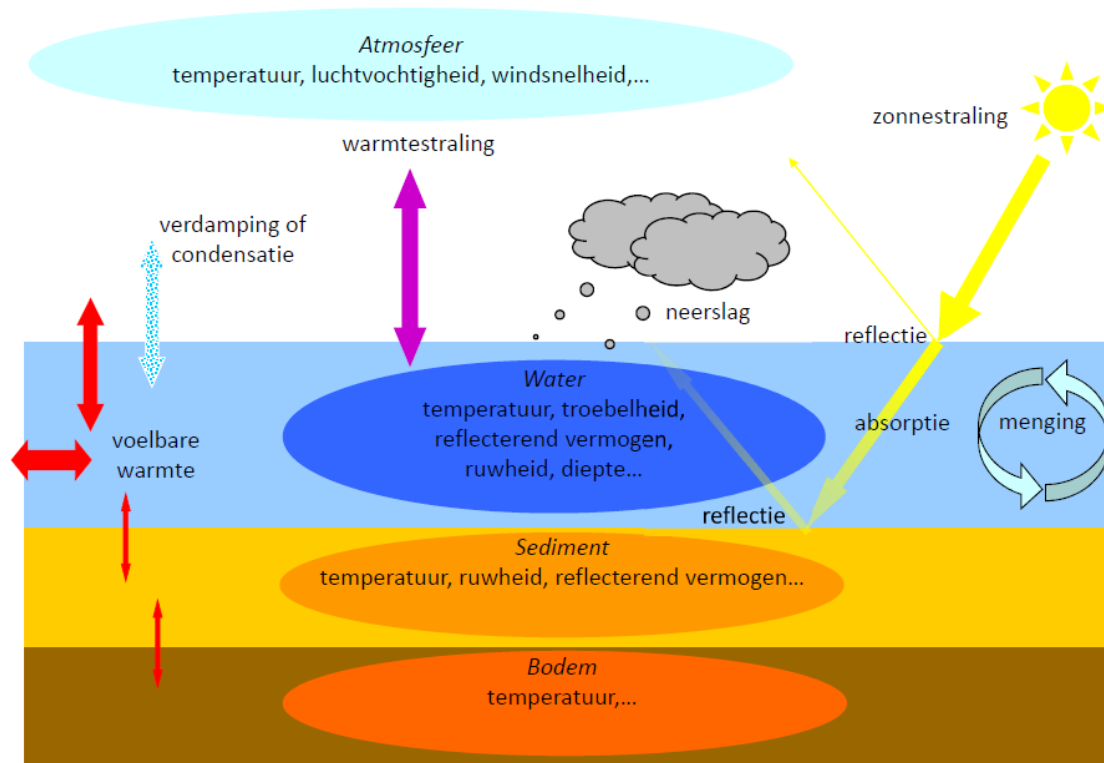 Atmosfeer
temperatuur, luchtvochtigheid, windsnelheid,...
zonnestraling
warmtestraling
verdamping of
condensatie
neerslag
reflectie
Water
temperatuur, troebelheid,
reflecterend vermogen,
ruwheid, diepte...
absorptie
menging
voelbare
warmte
reflectie
Sediment
temperatuur, ruwheid, reflecterend vermogen...
Bodem
temperatuur,...